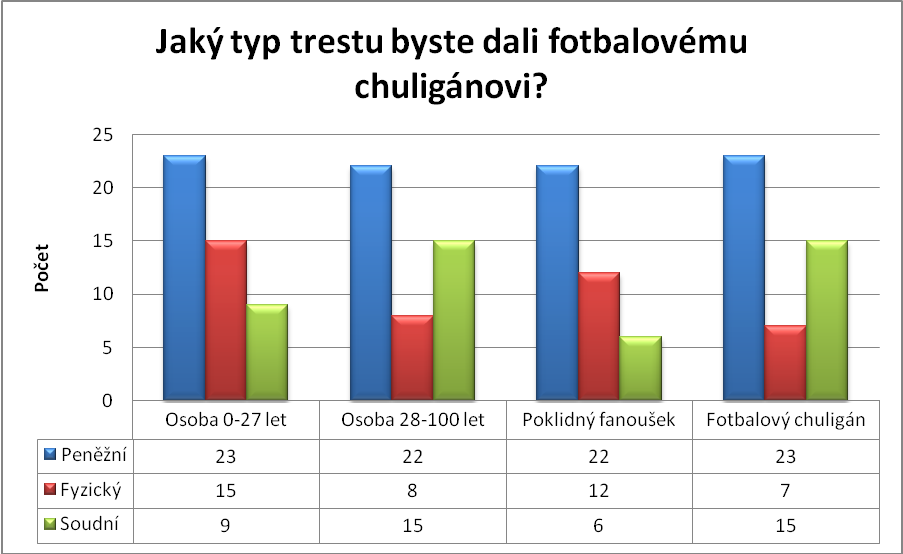 Jaký typ trestu byste dali fotbalovému
chuligánovi?
25
20
15
10
5
0
Počet
Osoba 0-27 let Osoba 28-100 let Poklidný fanoušek Fotbalový chuligán
Peněžní 23 22 22 23
Fyzický 15 8 12 7
Soudní 9 15 6 15